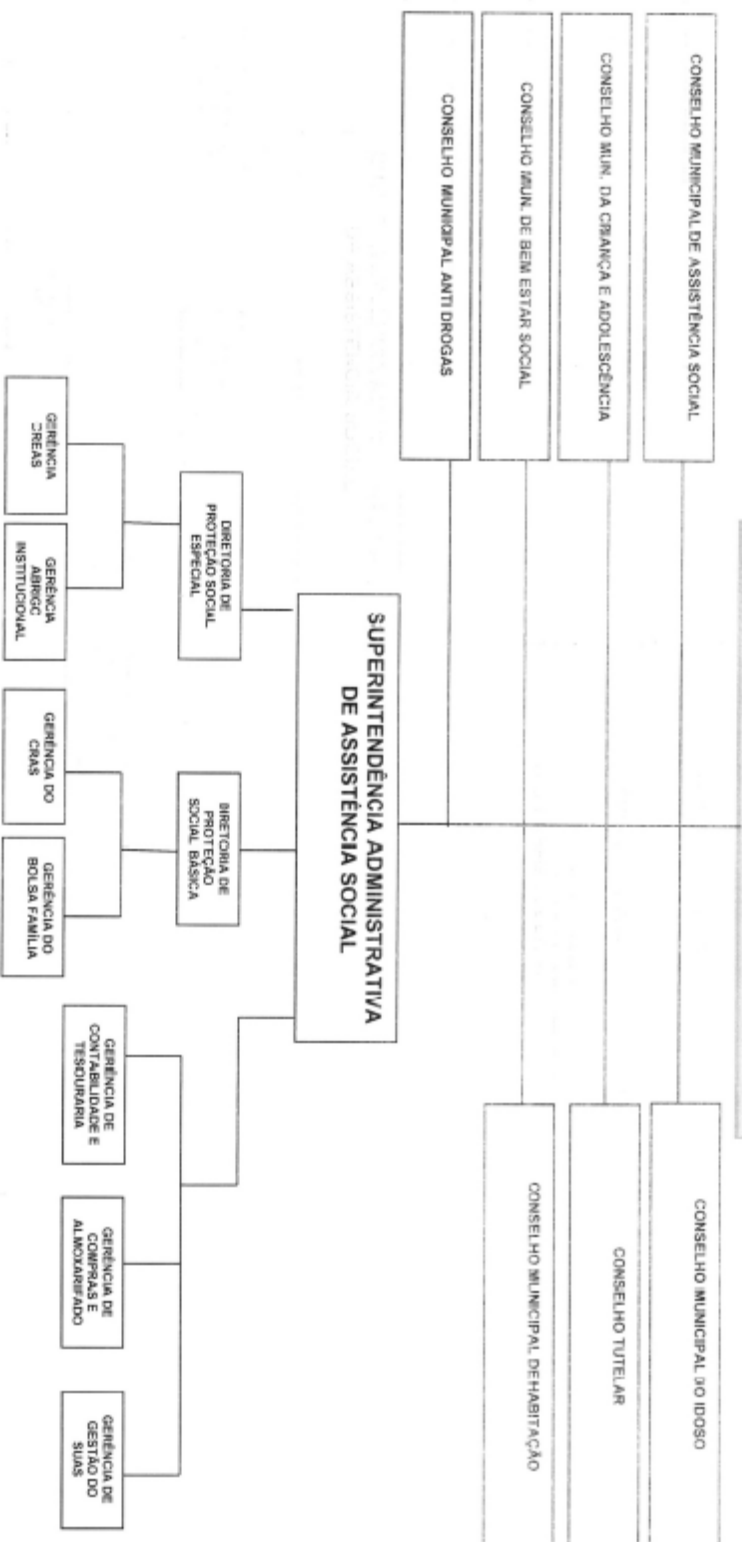 CONSELHO MUNICIPAL DE ASSISTÊNCIA SOCIAL
CONSELHO MUNICIPAL DO IDOSO
CONSELHO MUN. DA CRIANÇA E ADOLESCÊNCIA
CONSELHO TUTELAR
CONSELHO MUN. DE BEM ESTAR SOCIAL
CONSELHO MUNICIPAL DE HABITAÇÃO
CONSELHO MUNICIPAL ANTI DROGAS
SUPERINTENDÊNCIA ADMINISTRATIVA
DE ASSISTÊNCIA SOCIAL
DIRETORIA DE
PROTEÇÃO SOCIAL
ESPECIAL
DIRETORIA DE
PROTEÇÃO
SOCIAL BÁSICA
GERÊNCIA
CREAS
GERÊNCIA
ABRIGO
INSTITUCIONAL
GERÊNCIA DO
CRAS
GERÊNCIA DO
BOLSA FAMÍLIA
GERÊNCIA DE
CONTABILIDADE E
TESOURARIA
GERÊNCIA DE
COMPRAS E
ALMOXARIFADO
GERÊNCIA DE
GESTÃO DO
SUAS